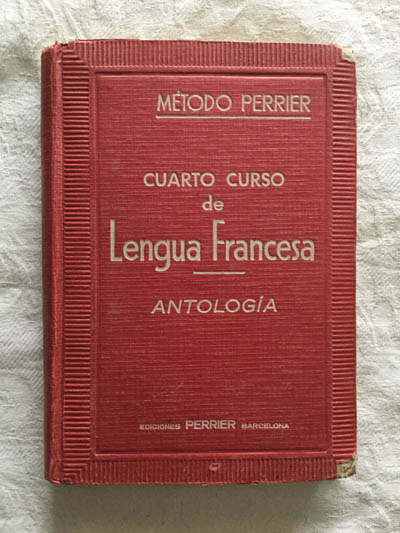 MÉTODO PERRIER
CUARTO CURSO
de
Lengua Francesa
ANTOLOGÍA
EDICIONES PERRIER BARCELONA